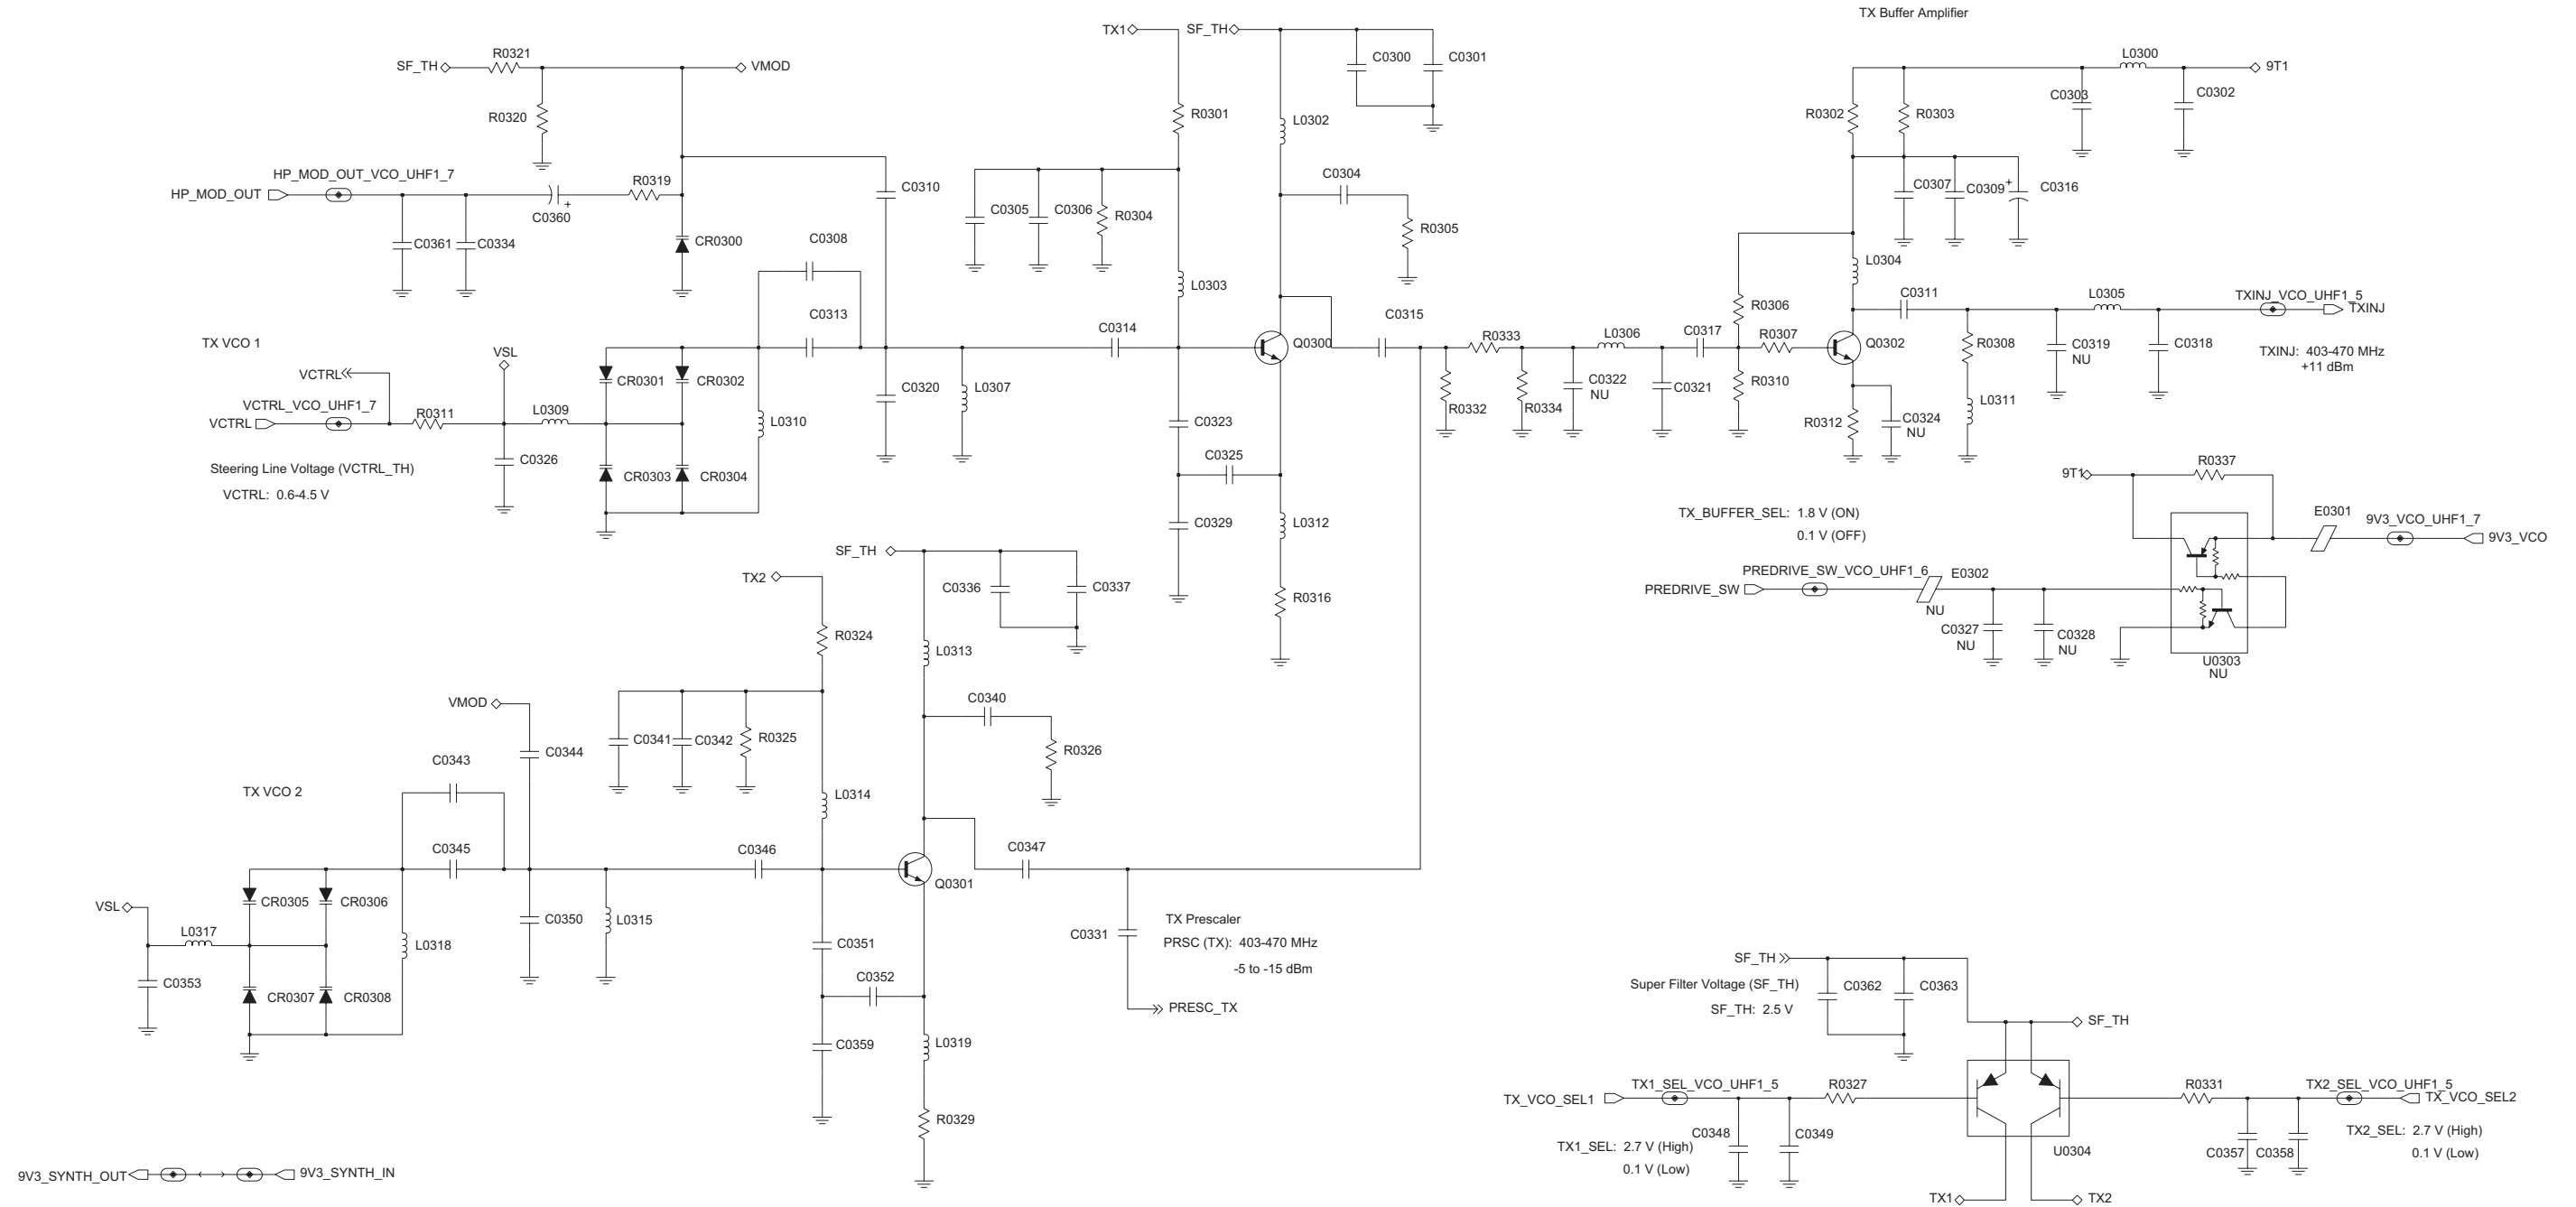 TX Buffer Amplifier
TX1
SF_TH
C0300
C0301
L0300
9T1
R0321
SF_TH
VMOD
C0303
C0302
R0320
R0301
L0302
R0302
R0303
HP_MOD_OUT_VCO_UHF1_7
HP_MOD_OUT
R0319
C0360
+
C0310
C0304
C0307
C0309
+
C0316
C0305
C0306
R0304
R0305
C0361
C0334
CR0300
C0308
L0304
L0303
C0311
L0305
TXINJ_VCO_UHF1_5
TXINJ
R0306
C0313
C0314
C0315
R0333
L0306
C0317
R0307
TX VCO 1
VSL
Q0300
Q0302
R0308
C0319
NU
C0318
TXINJ: 403-470 MHz
+11 dBm
VCTRL
CR0301
CR0302
C0320
L0307
C0322
NU
C0321
R0310
VCTRL_VCO_UHF1_7
VCTRL
R0311
L0309
L0310
C0323
R0332
R0334
R0312
C0324
NU
L0311
C0326
Steering Line Voltage (VCTRL_TH)
VCTRL: 0.6-4.5 V
CR0303
CR0304
C0325
9T1
R0337
C0329
L0312
TX_BUFFER_SEL: 1.8 V (ON)
0.1 V (OFF)
E0301
9V3_VCO_UHF1_7
9V3_VCO
SF_TH
TX2
C0336
C0337
R0316
PREDRIVE_SW_VCO_UHF1_6
PREDRIVE_SW
E0302
NU
C0327
NU
C0328
NU
U0303
NU
R0324
L0313
VMOD
C0340
C0344
C0341
C0342
R0325
R0326
C0343
TX VCO 2
L0314
C0345
C0346
C0347
Q0301
VSL
CR0305
CR0306
C0350
L0315
L0317
L0318
C0351
C0331
TX Prescaler
PRSC (TX): 403-470 MHz
-5 to -15 dBm
C0353
CR0307
CR0308
C0352
PRESC_TX
SF_TH
Super Filter Voltage (SF_TH)
SF_TH: 2.5 V
C0362
C0363
SF_TH
C0359
L0319
R0329
TX_VCO_SEL1
TX1_SEL_VCO_UHF1_5
R0327
R0331
TX2_SEL_VCO_UHF1_5
TX_VCO_SEL2
TX1_SEL: 2.7 V (High)
0.1 V (Low)
C0348
C0349
U0304
C0357
C0358
TX2_SEL: 2.7 V (High)
0.1 V (Low)
9V3_SYNTH_OUT
9V3_SYNTH_IN
TX1
TX2